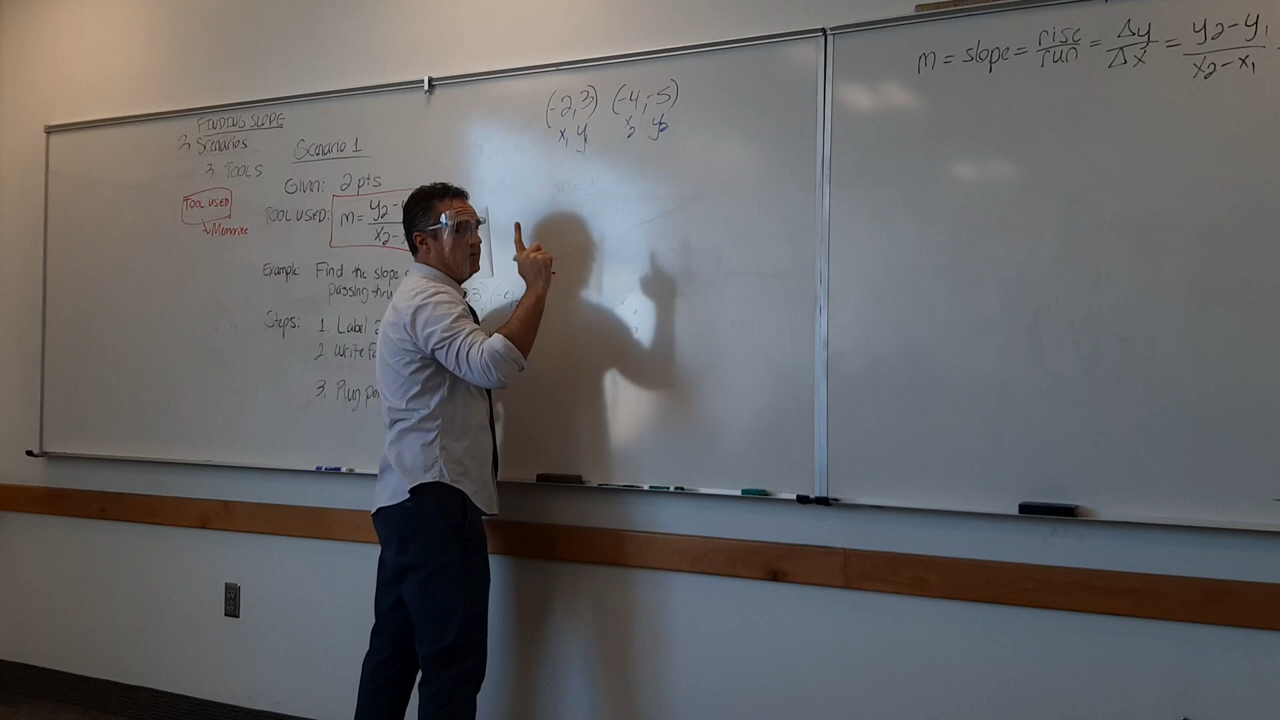 FINDING SLOPE
3 Scenarios
3 TOOLS
TOOL USED
Memorize
Scenario 1
Given: 2 pts
TOOL USED: m = y₂-
x₂-
Example: Find the slope
passing thru
Steps: 1. Label
2. Write
3. Plug
(-2,3) (-4,-5)
x₁ y₁ x₂ y₂
m = slope = rise/run = Δy/Δx = y₂-y₁/x₂-x₁